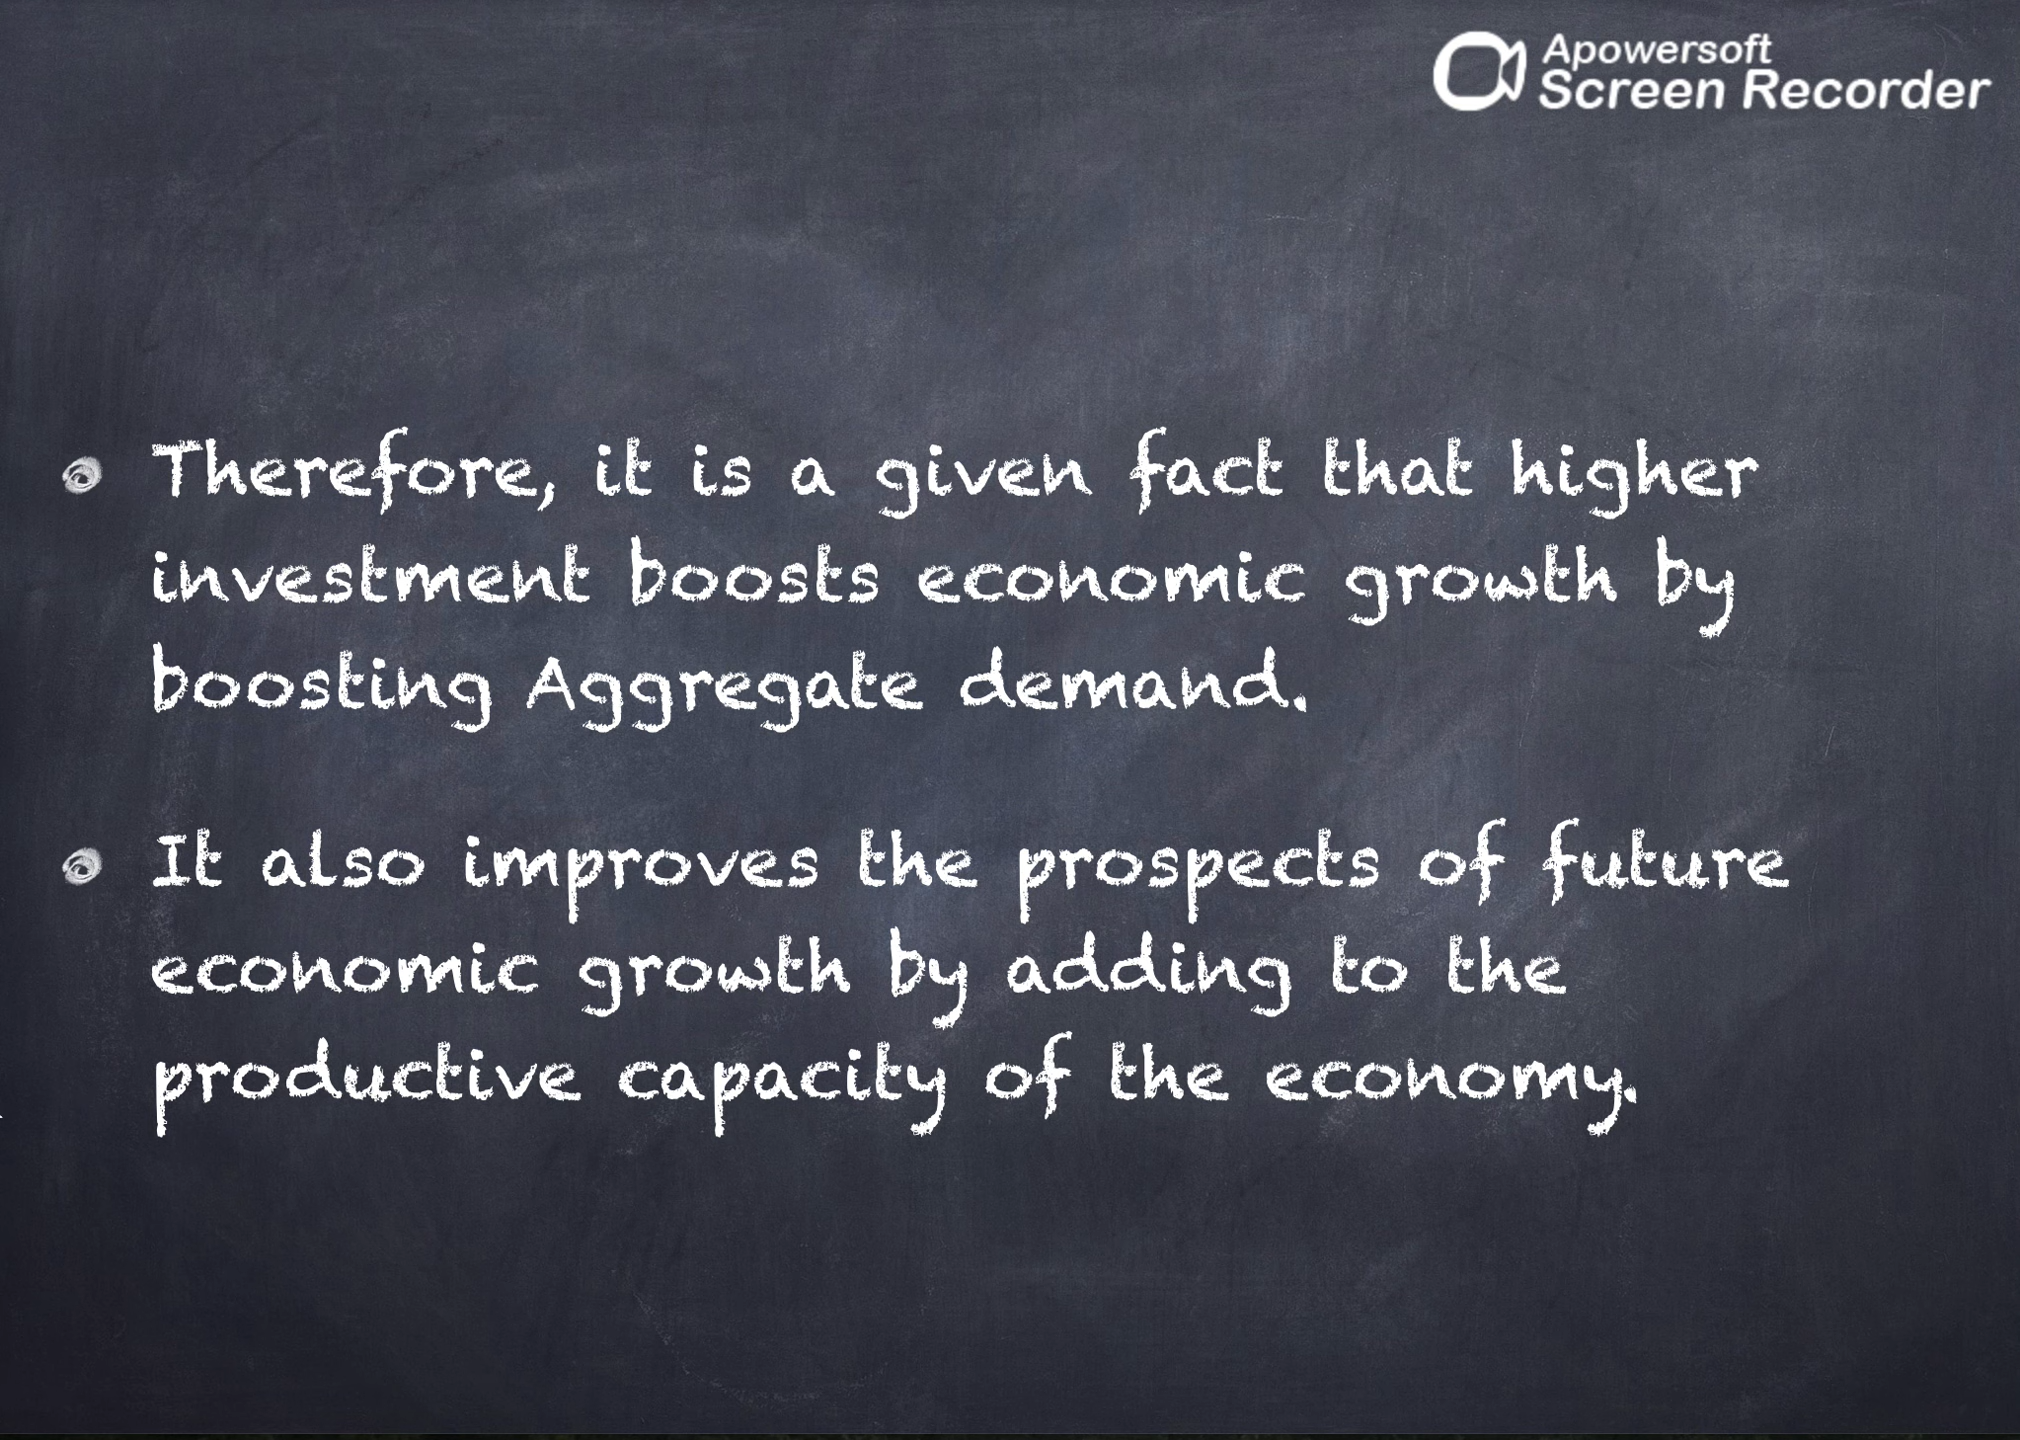 Apowersoft
Screen Recorder
Therefore, it is a given fact that higher
investment boosts economic growth by
boosting Aggregate demand.
It also improves the prospects of future
economic growth by adding to the
productive capacity of the economy.